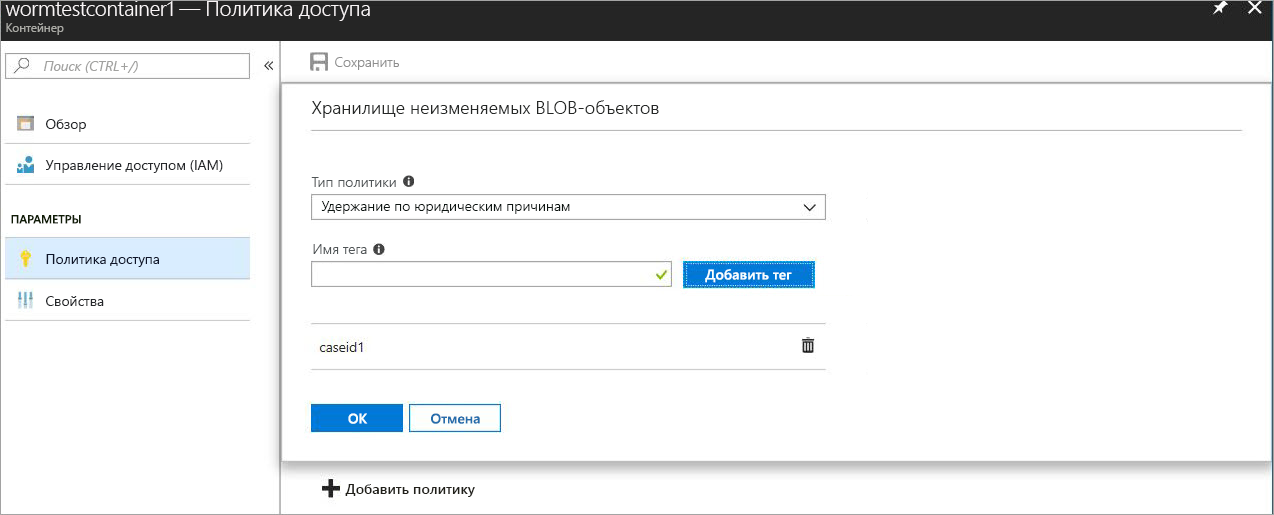 wormtestcontainer1 — Политика доступа
Контейнер
Поиск (CTRL+/)
«
Сохранить
Обзор
Управление доступом (IAM)
ПАРАМЕТРЫ
Политика доступа
Свойства
Хранилище неизменяемых BLOB-объектов
Тип политики
Удержание по юридическим причинам
Имя тега
Добавить тег
caseid1
ОК
Отмена
Добавить политику